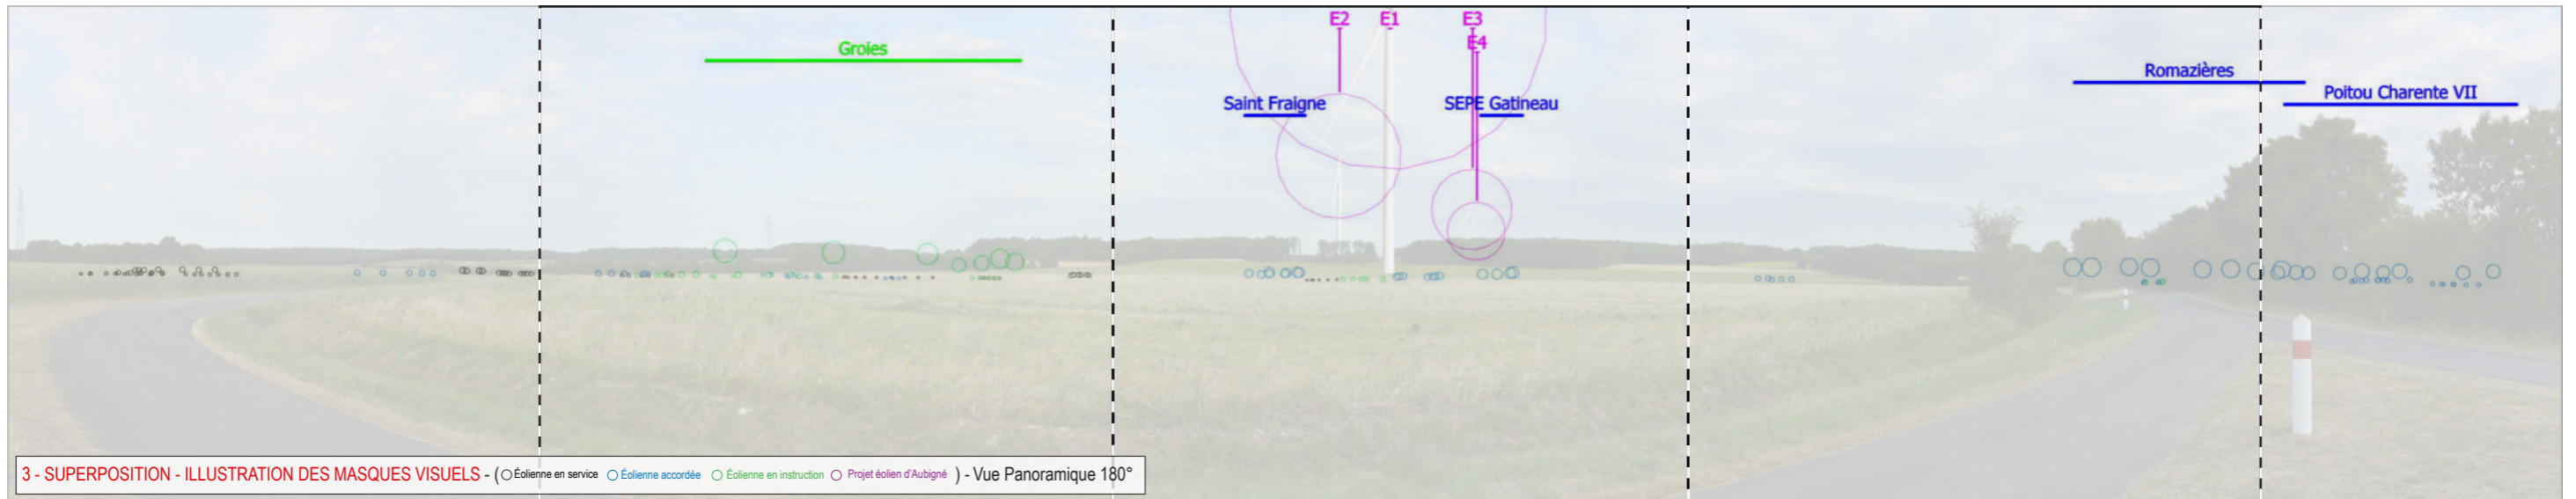 E2 E1 E3
E4
Groies
Romazières
Poitou Charente VII
Saint Fraigne SEPE Gatineau
3 - SUPERPOSITION - ILLUSTRATION DES MASQUES VISUELS - ( Éolienne en service Éolienne accordée Éolienne en instruction Projet éolien d'Aubigné ) - Vue Panoramique 180°